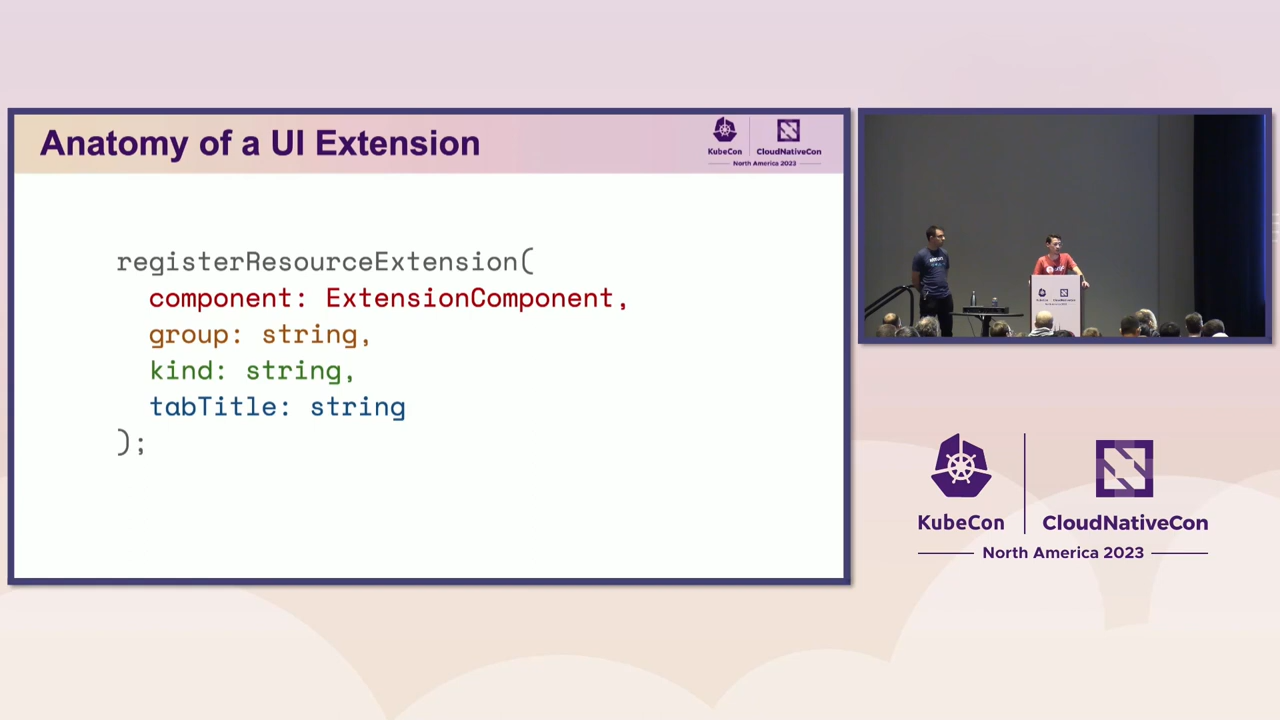 Anatomy of a UI Extension
KubeCon
CloudNativeCon
North America 2023
registerResourceExtension(
component: ExtensionComponent,
group: string,
kind: string,
tabTitle: string
);
KubeCon
CloudNativeCon
North America 2023